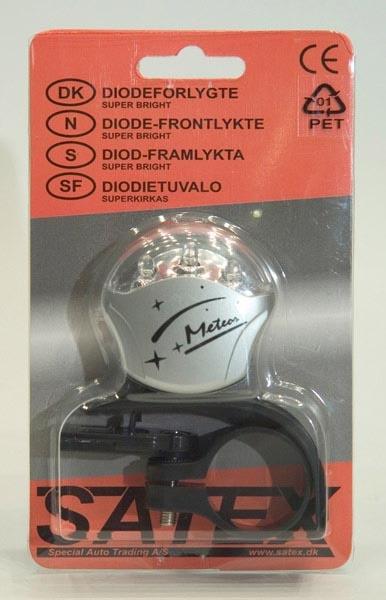 DK DIODEFORLYGTE
SUPER BRIGHT
N DIODE-FRONTLYKTE
SUPER BRIGHT
S DIOD-FRAMLYKTA
SUPER BRIGHT
SF DIODIETUVALO
SUPERKIRKAS
CE
01
PET
Meteor
SATEX
Special Auto Trading A/S
www.satex.dk